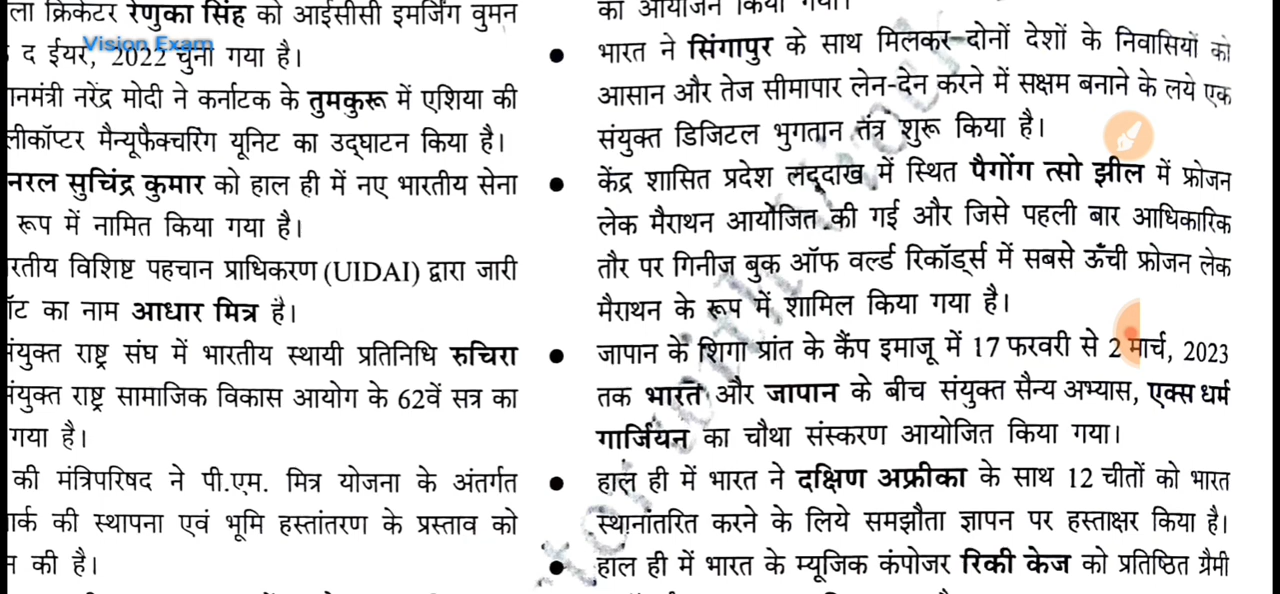 ला क्रिकेटर रेणुका सिंह को आईसीसी इमर्जिंग वुमन
द ईयर, 2022 चुना गया है।
Vision Exam
नमंत्री नरेंद्र मोदी ने कर्नाटक के तुमकुरू में एशिया की
लीकॉप्टर मैन्यूफैक्चरिंग यूनिट का उद्घाटन किया है।
नरल सुचिंद्र कुमार को हाल ही में नए भारतीय सेना
रूप में नामित किया गया है।
रतीय विशिष्ट पहचान प्राधिकरण (UIDAI) द्वारा जारी
ॉट का नाम आधार मित्र है।
संयुक्त राष्ट्र संघ में भारतीय स्थायी प्रतिनिधि रुचिरा
संयुक्त राष्ट्र सामाजिक विकास आयोग के 62वें सत्र का
गया है।
की मंत्रिपरिषद ने पी.एम. मित्र योजना के अंतर्गत
ार्क की स्थापना एवं भूमि हस्तांतरण के प्रस्ताव को
की है।
का आयोजन किया गया।
• भारत ने सिंगापुर के साथ मिलकर दोनों देशों के निवासियों को
आसान और तेज सीमापार लेन-देन करने में सक्षम बनाने के लये एक
संयुक्त डिजिटल भुगतान तंत्र शुरू किया है।
• केंद्र शासित प्रदेश लद्दाख में स्थित पैगोंग त्सो झील में फ्रोजन
लेक मैराथन आयोजित की गई और जिसे पहली बार आधिकारिक
तौर पर गिनीज बुक ऑफ वर्ल्ड रिकॉर्ड्स में सबसे ऊँची फ्रोजन लेक
मैराथन के रूप में शामिल किया गया है।
• जापान के शिगा प्रांत के कैंप इमाजू में 17 फरवरी से 2 मार्च, 2023
तक भारत और जापान के बीच संयुक्त सैन्य अभ्यास, एक्स धर्म
गार्जियन का चौथा संस्करण आयोजित किया गया।
• हाल ही में भारत ने दक्षिण अफ्रीका के साथ 12 चीतों को भारत
स्थानांतरित करने के लिये समझौता ज्ञापन पर हस्ताक्षर किया है।
• हाल ही में भारत के म्यूजिक कंपोजर रिकी केज को प्रतिष्ठित ग्रैमी